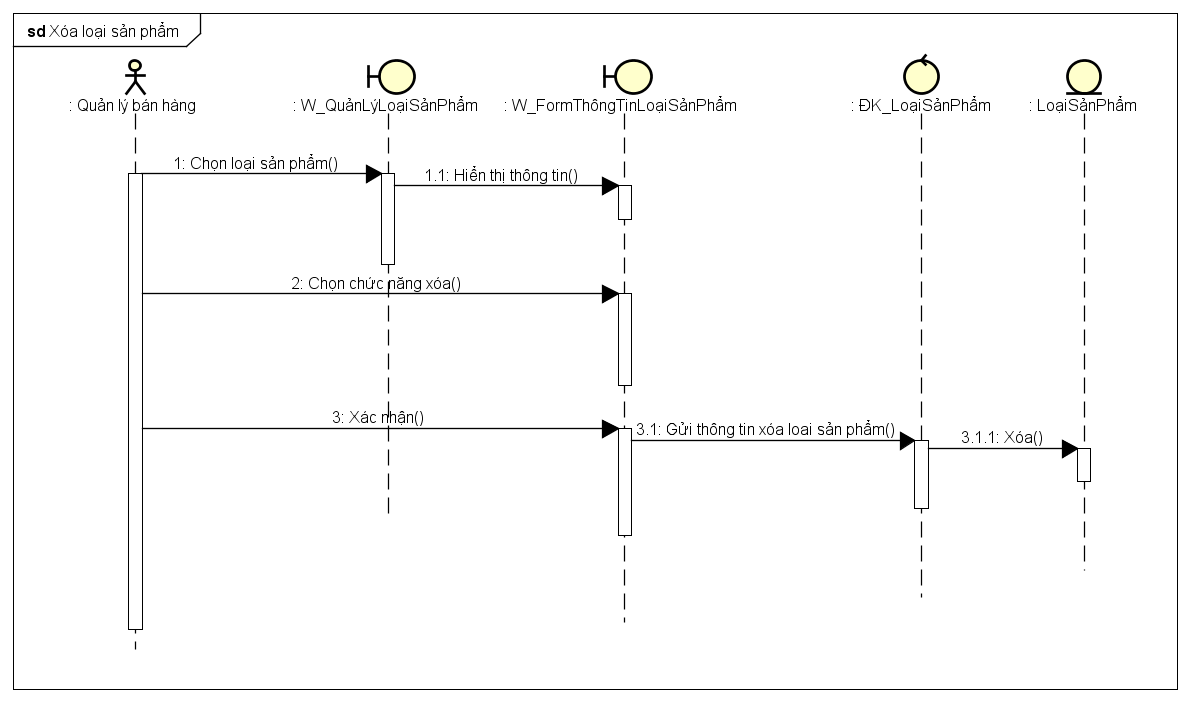 sd Xóa loại sản phẩm
: Quản lý bán hàng
: W_QuảnLýLoạiSảnPhẩm
: W_FormThôngTinLoạiSảnPhẩm
: ĐK_LoạiSảnPhẩm
: LoạiSảnPhẩm
1: Chọn loại sản phẩm()
1.1: Hiển thị thông tin()
2: Chọn chức năng xóa()
3: Xác nhận()
3.1: Gửi thông tin xóa loại sản phẩm()
3.1.1: Xóa()